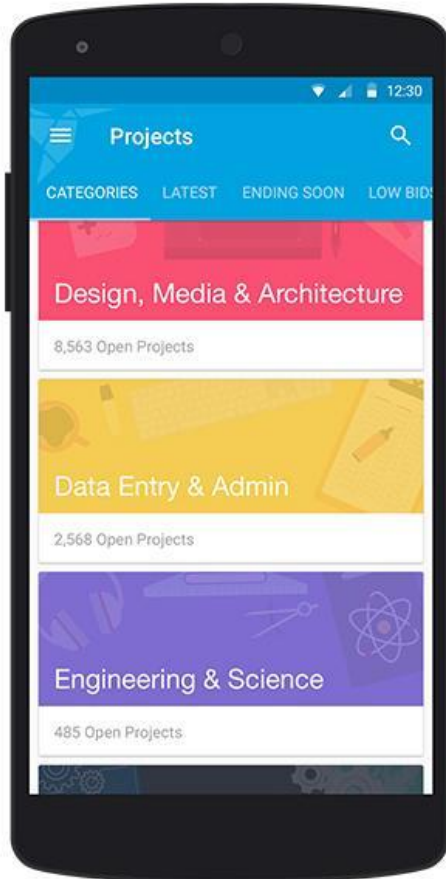 12:30
Projects
CATEGORIES LATEST ENDING SOON LOW BIDS
Design, Media & Architecture
8,563 Open Projects
Data Entry & Admin
2,568 Open Projects
Engineering & Science
485 Open Projects